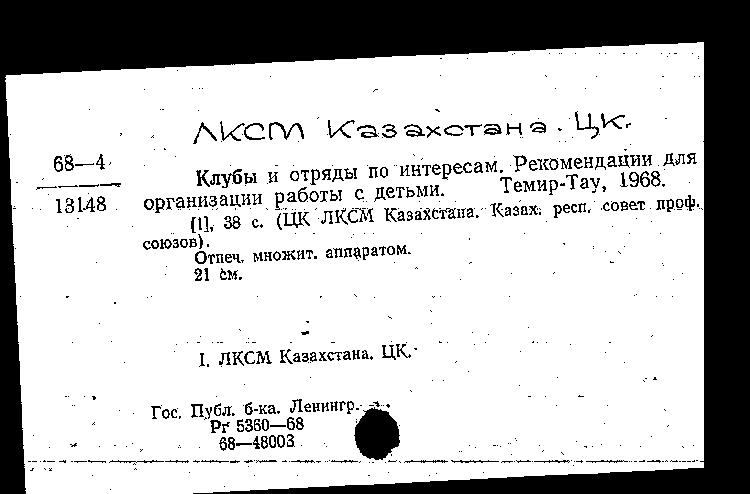 ЛКСМ Казахстана. ЦК.
68—4
13148
Клубы и отряды по интересам. Рекомендации для
организации работы с детьми. Темир-Тау, 1968.
[1], 38 с. (ЦК ЛКСМ Казахстана. Казах. респ. совет проф.
союзов).
Отпеч. множит. аппаратом.
21 см.
I. ЛКСМ Казахстана. ЦК.
Гос. Публ. б-ка. Ленингр.
Рг 5360—68
68—48003